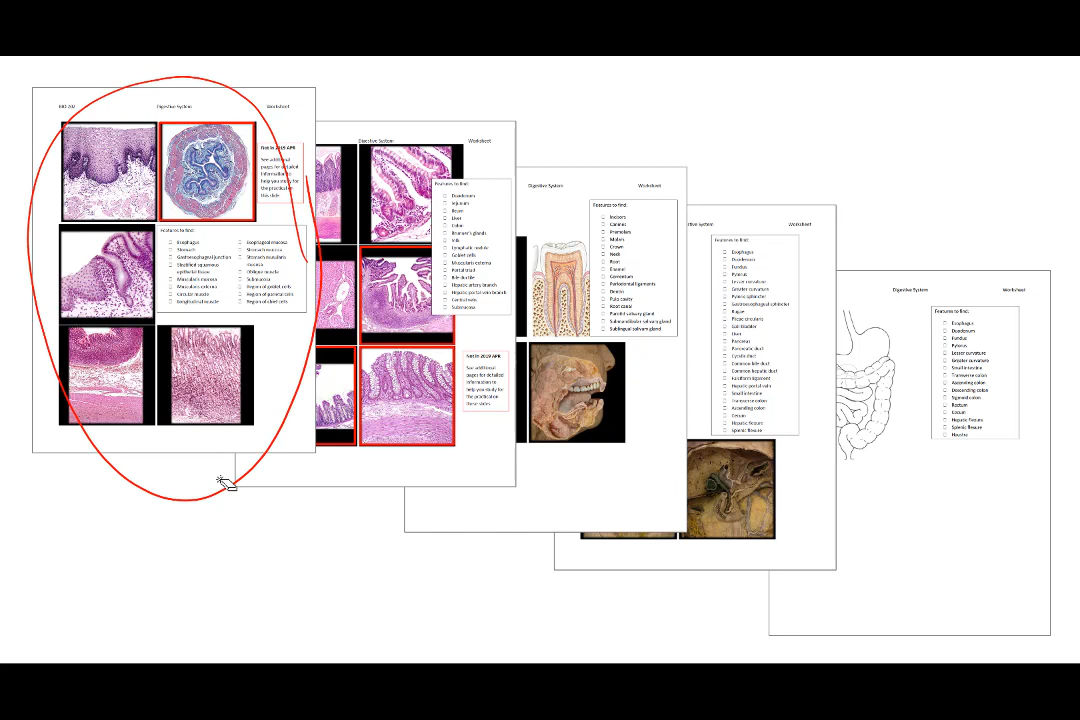 BIO 202 Digestive System Worksheet
Not in 2019 APR
See additional
pages for detailed
information to
help you study for
the practical on
this slide
Features to find:
Esophagus
Stomach
Gastroesophageal junction
Stratified squamous
epithelial tissue
Muscularis mucosa
Muscularis externa
Circular muscle
Longitudinal muscle
Esophageal mucosa
Stomach mucosa
Stomach muscularis
mucosa
Oblique muscle
Submucosa
Region of goblet cells
Region of parietal cells
Region of chief cells
Digestive System Worksheet
Features to find:
Duodenum
Jejunum
Ileum
Liver
Colon
Brunner's glands
Villi
Lymphatic nodule
Goblet cells
Muscularis externa
Portal triad
Bile ductule
Hepatic artery branch
Hepatic portal vein branch
Central vein
Submucosa
Not in 2019 APR
See additional
pages for detailed
information to
help you study for
the practical on
these slides
Digestive System Worksheet
Features to find:
Incisors
Canines
Premolars
Molars
Crown
Neck
Root
Enamel
Cementum
Periodontal ligaments
Dentin
Pulp cavity
Root canal
Parotid salivary gland
Submandibular salivary gland
Sublingual salivary gland
System Worksheet
Features to find:
Esophagus
Duodenum
Fundus
Pylorus
Lesser curvature
Greater curvature
Pyloric sphincter
Gastroesophageal sphincter
Rugae
Plicae circulares
Gall bladder
Liver
Pancreas
Pancreatic duct
Cystic duct
Common bile duct
Common hepatic duct
Falciform ligament
Hepatic portal vein
Small intestine
Transverse colon
Ascending colon
Cecum
Hepatic flexure
Splenic flexure
Digestive System Worksheet
Features to find:
Esophagus
Duodenum
Fundus
Pylorus
Lesser curvature
Greater curvature
Small intestine
Transverse colon
Ascending colon
Descending colon
Sigmoid colon
Rectum
Cecum
Hepatic flexure
Splenic flexure
Haustra